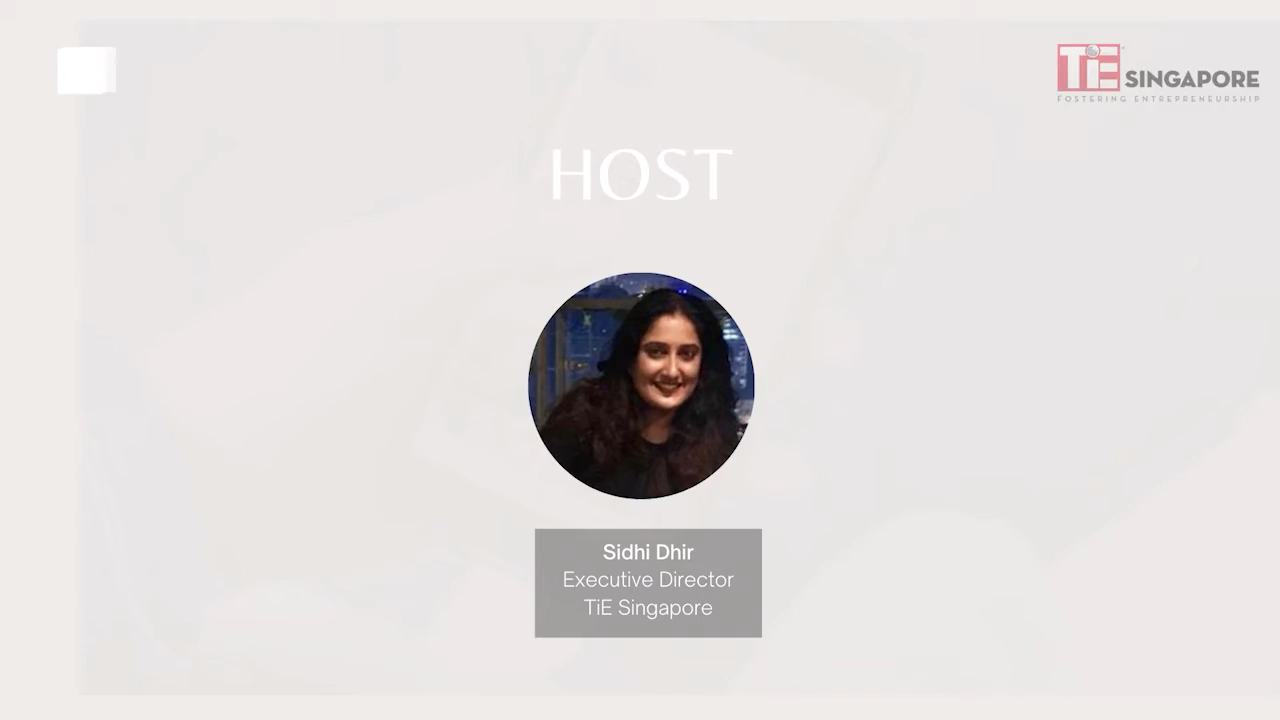 TiE SINGAPORE
FOSTERING ENTREPRENEURSHIP
HOST
Sidhi Dhir
Executive Director
TiE Singapore